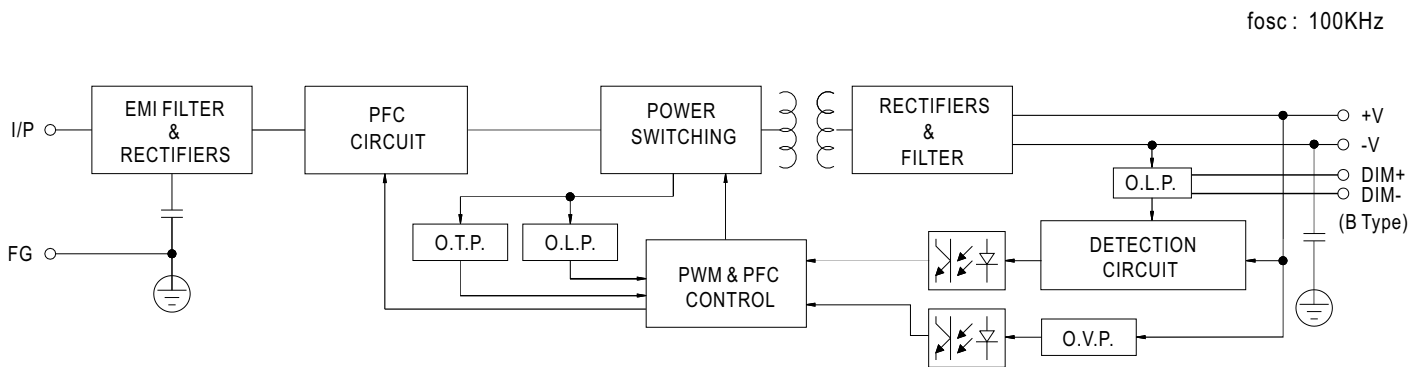 fosc : 100KHz
I/P
EMI FILTER
&
RECTIFIERS
PFC
CIRCUIT
POWER
SWITCHING
RECTIFIERS
&
FILTER
+V
-V
O.L.P.
DIM+
DIM-
(B Type)
FG
O.T.P.
O.L.P.
PWM & PFC
CONTROL
DETECTION
CIRCUIT
O.V.P.